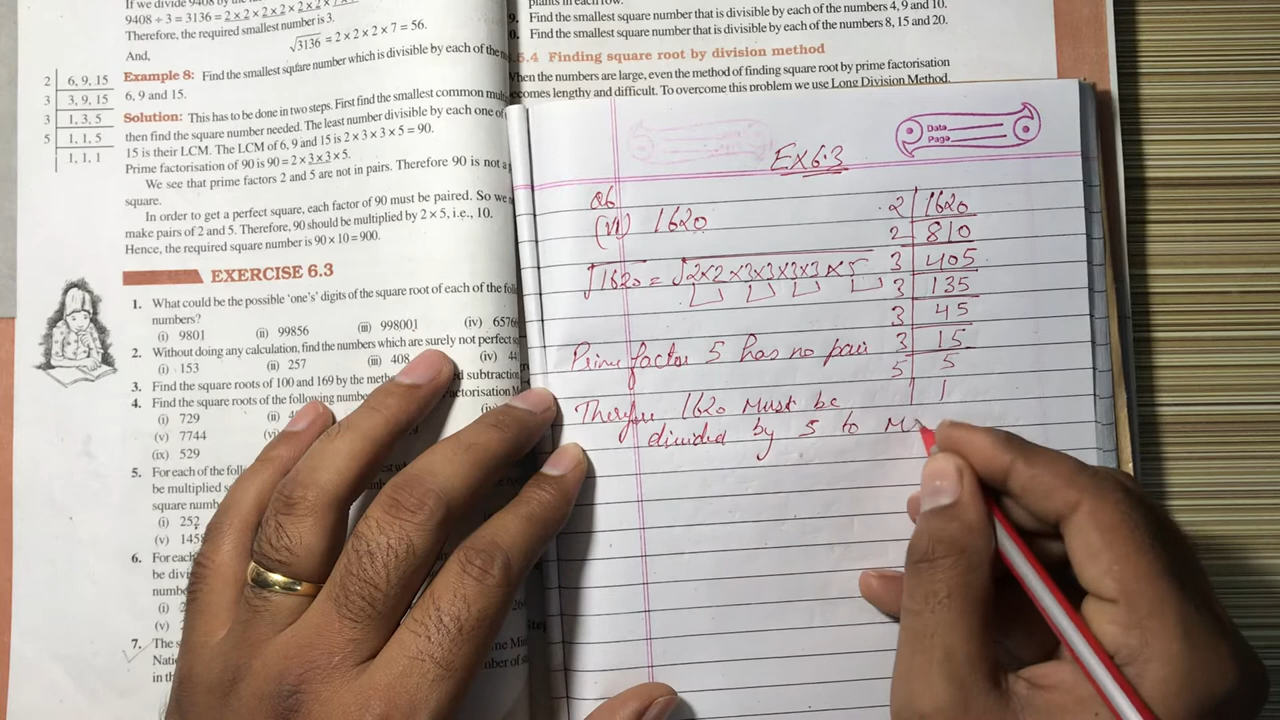 If we divide 9408 by the
9408 ÷ 3 = 3136 = 2 × 2 × 2 × 2 × 2 × 2 ×
Therefore, the required smallest number is 3.
And,
√3136 = 2 × 2 × 2 × 7 = 56.
2 | 6, 9, 15
3 | 3, 9, 15
3 | 1, 3, 5
5 | 1, 1, 5
1, 1, 1
Example 8: Find the smallest square number which is divisible by each of the
6, 9 and 15.
Solution: This has to be done in two steps. First find the smallest common
then find the square number needed. The least number divisible by each one of
15 is their LCM. The LCM of 6, 9 and 15 is 2 × 3 × 3 × 5 = 90.
Prime factorisation of 90 is 90 = 2 × 3 × 3 × 5.
We see that prime factors 2 and 5 are not in pairs. Therefore 90 is not a
square.
In order to get a perfect square, each factor of 90 must be paired. So we
make pairs of 2 and 5. Therefore, 90 should be multiplied by 2 × 5, i.e., 10.
Hence, the required square number is 90 × 10 = 900.
EXERCISE 6.3
1. What could be the possible ‘one’s’ digits of the square root of each of the
numbers?
(i) 9801 (ii) 99856 (iii) 998001 (iv)
2. Without doing any calculation, find the numbers which are surely not perfect
(i) 153 (ii) 257 (iii) 408 (iv)
3. Find the square roots of 100 and 169 by the subtraction
4. Find the square roots of the following
(i) 729 (ii)
(v) 7744
(ix) 529
5. For each of the
be multiplied
square
(i) 252
(v)
6. For each
be
(i)
(v)
7. The
in
plants in each row.
9. Find the smallest square number that is divisible by each of the numbers 4, 9 and 10.
0. Find the smallest square number that is divisible by each of the numbers 8, 15 and 20.
5.4 Finding square root by division method
When the numbers are large, even the method of finding square root by prime factorisation
becomes lengthy and difficult. To overcome this problem we use Long Division Method.
Date
Page
Ex 6.3
Q6
(vi) 1620
√1620 = √2×2×3×3×3×3×5
2 | 1620
2 | 810
3 | 405
3 | 135
3 | 45
3 | 15
5 | 5
| 1
Prime factor 5 has no pair
Therefore 1620 must be
divided by 5 to